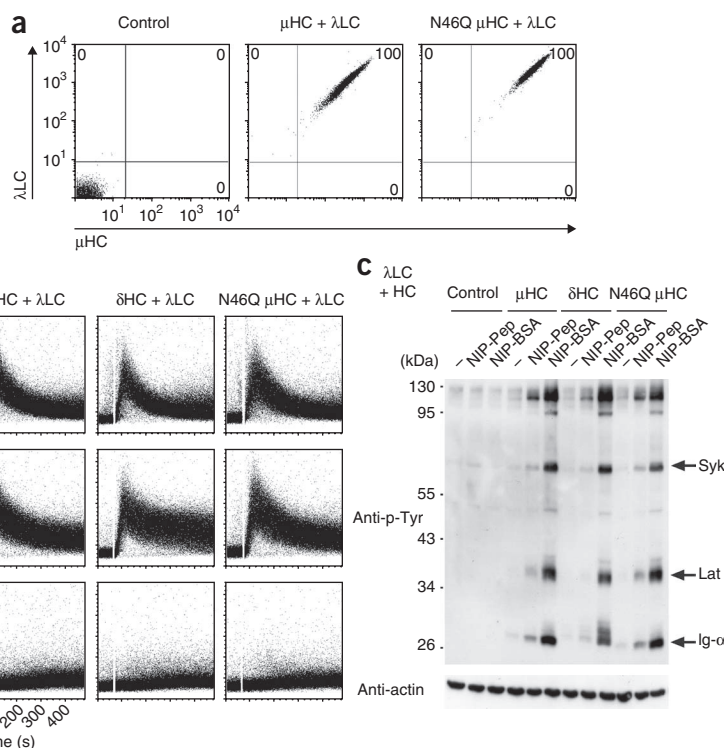 a
Control
μHC + λLC
N46Q μHC + λLC
10⁴
10³
10²
10¹
λLC
0 0
0
0 100
0
0 100
0
10¹ 10² 10³ 10⁴
μHC
HC + λLC
δHC + λLC
N46Q μHC + λLC
200 300 400
(s)
c
λLC
+ HC
Control
μHC
δHC
N46Q μHC
– NIP-Pep NIP-BSA
– NIP-Pep NIP-BSA
– NIP-Pep NIP-BSA
– NIP-Pep NIP-BSA
(kDa)
130
95
55
43
34
26
Anti-p-Tyr
Syk
Lat
Ig-α
Anti-actin